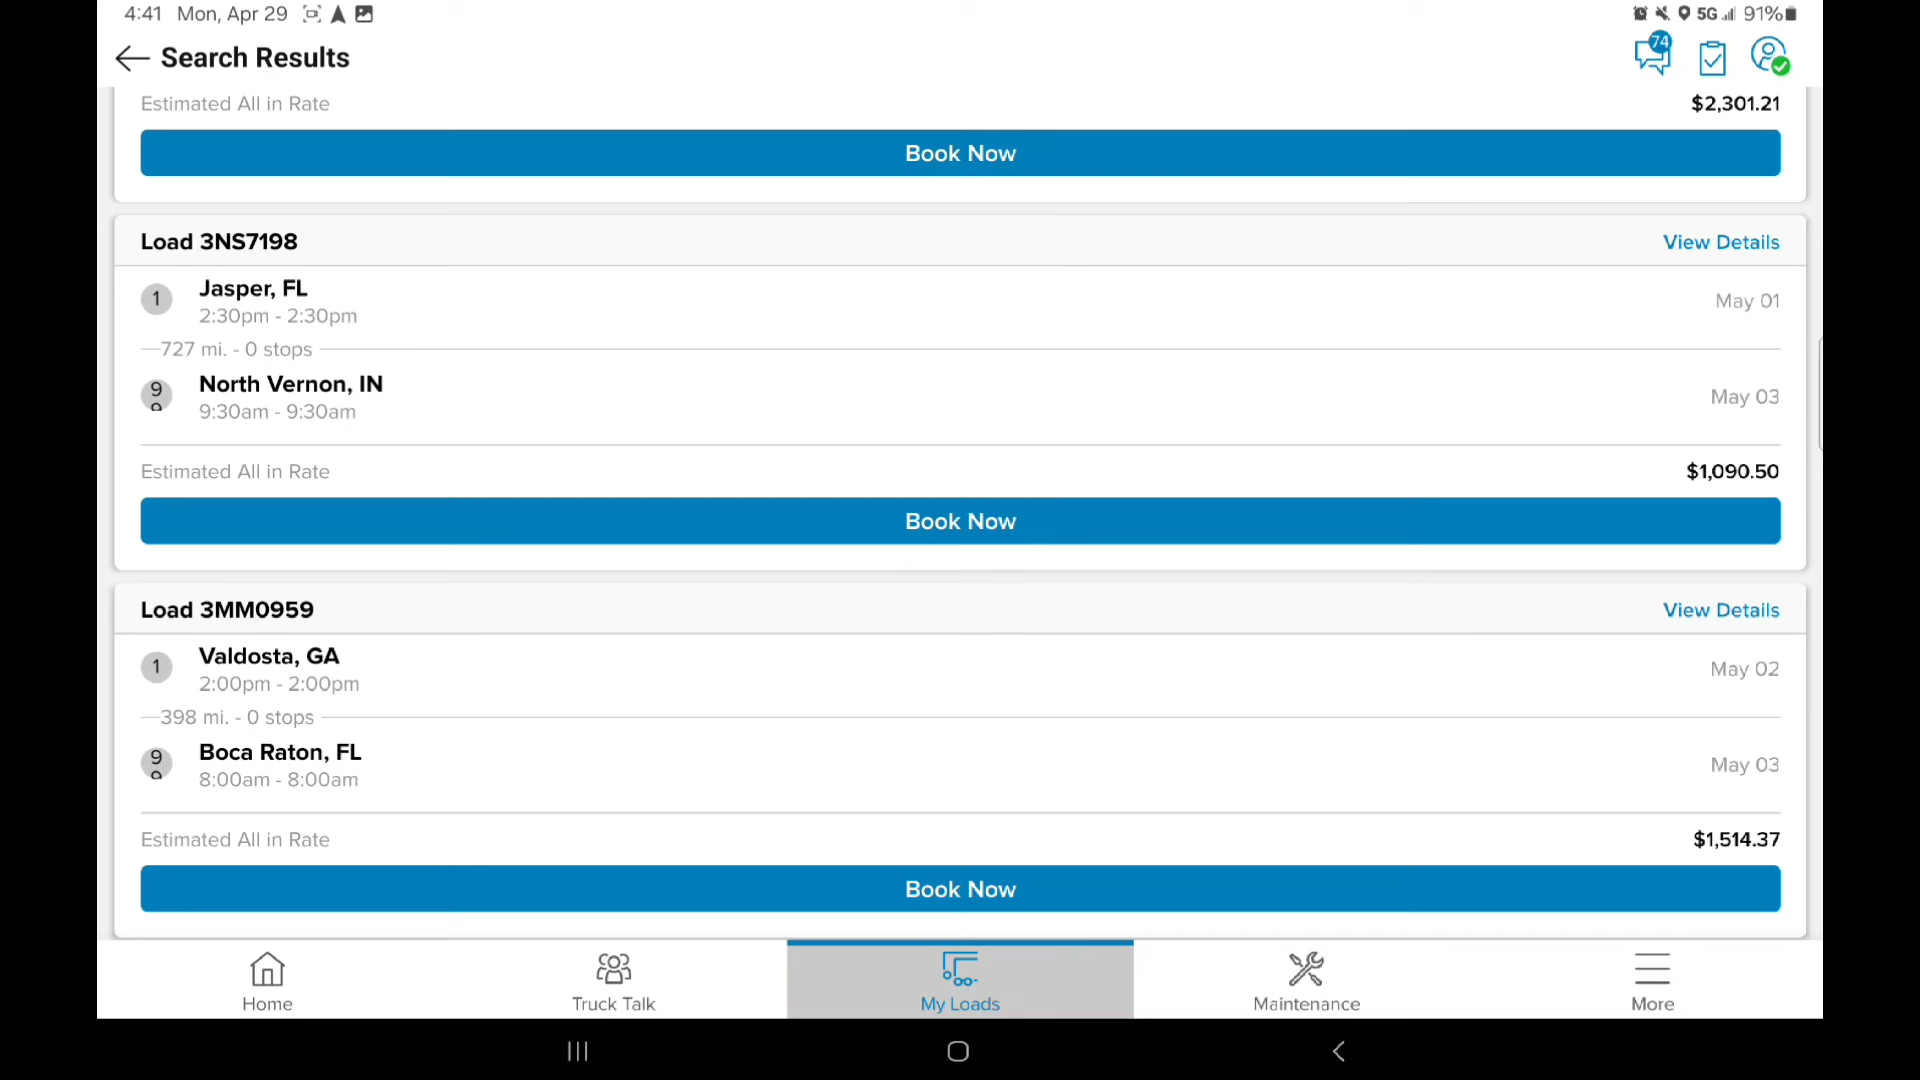 4:41 Mon, Apr 29
5G 91%
Search Results
74
Estimated All in Rate $2,301.21
Book Now
Load 3NS7198 View Details
1 Jasper, FL May 01
2:30pm - 2:30pm
727 mi. - 0 stops
99 North Vernon, IN May 03
9:30am - 9:30am
Estimated All in Rate $1,090.50
Book Now
Load 3MM0959 View Details
1 Valdosta, GA May 02
2:00pm - 2:00pm
398 mi. - 0 stops
99 Boca Raton, FL May 03
8:00am - 8:00am
Estimated All in Rate $1,514.37
Book Now
Home Truck Talk My Loads Maintenance More